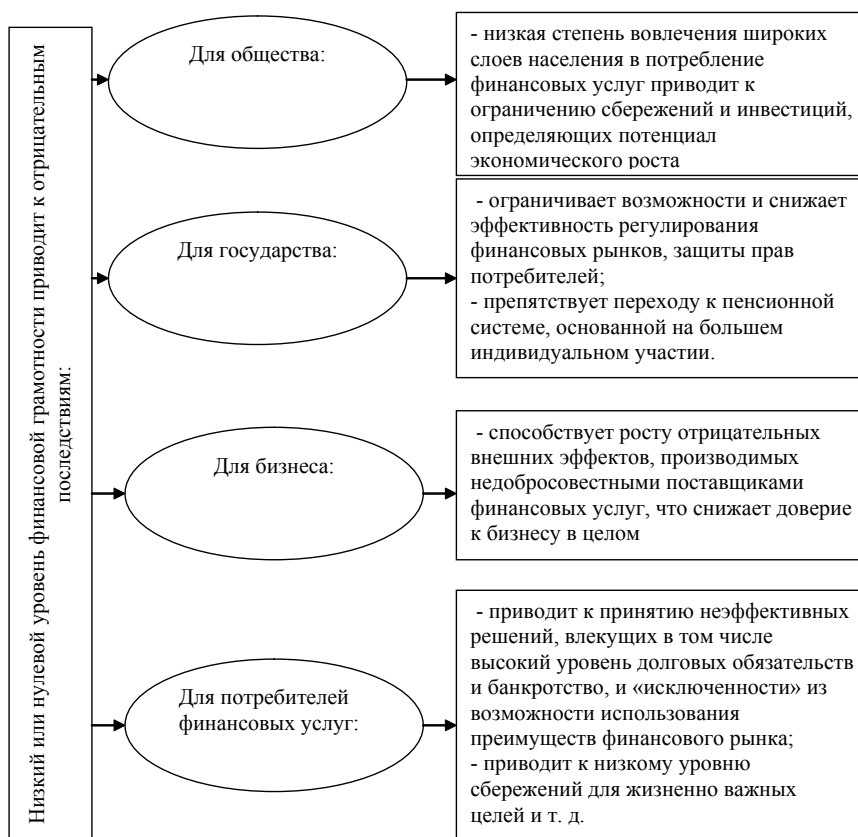 Низкий или нулевой уровень финансовой грамотности приводит к отрицательным
последствиям:
Для общества:
- низкая степень вовлечения широких
слоев населения в потребление
финансовых услуг приводит к
ограничению сбережений и инвестиций,
определяющих потенциал
экономического роста
Для государства:
- ограничивает возможности и снижает
эффективность регулирования
финансовых рынков, защиты прав
потребителей;
- препятствует переходу к пенсионной
системе, основанной на большем
индивидуальном участии.
Для бизнеса:
- способствует росту отрицательных
внешних эффектов, производимых
недобросовестными поставщиками
финансовых услуг, что снижает доверие
к бизнесу в целом
Для потребителей
финансовых услуг:
- приводит к принятию неэффективных
решений, влекущих в том числе
высокий уровень долговых обязательств
и банкротство, и «исключенности» из
возможности использования
преимуществ финансового рынка;
- приводит к низкому уровню
сбережений для жизненно важных
целей и т. д.